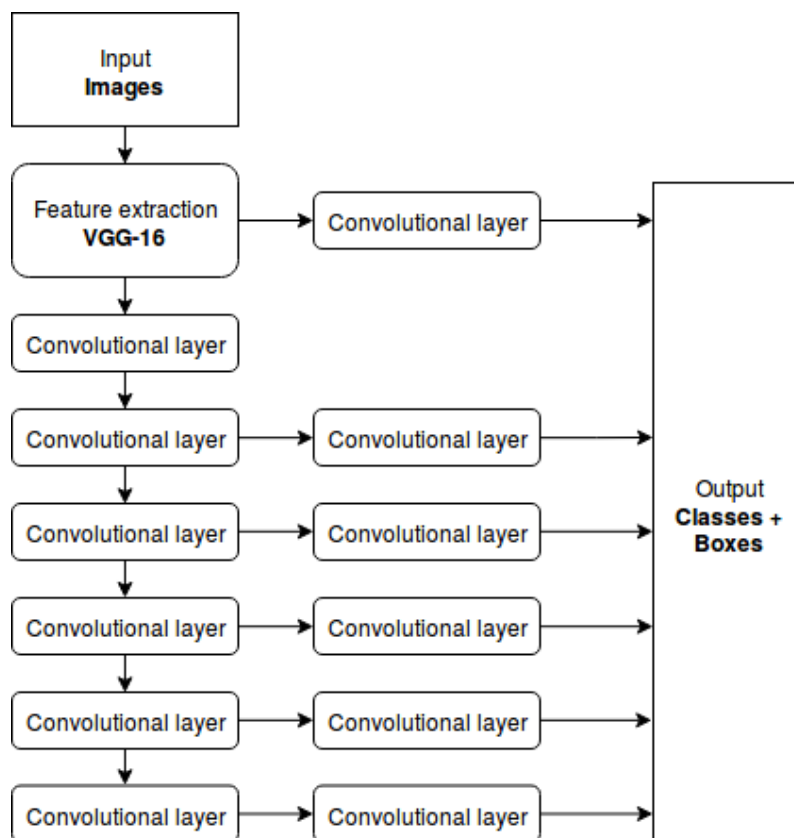 Input
Images
Feature extraction
VGG-16
Convolutional layer
Convolutional layer
Convolutional layer
Convolutional layer
Convolutional layer
Convolutional layer
Convolutional layer
Convolutional layer
Convolutional layer
Convolutional layer
Convolutional layer
Convolutional layer
Output
Classes +
Boxes